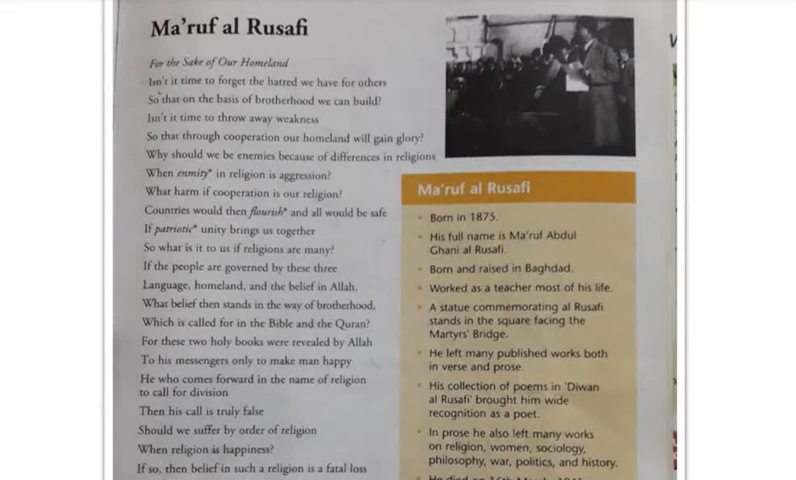 Ma'ruf al Rusafi
For the Sake of Our Homeland
Isn't it time to forget the hatred we have for others
So that on the basis of brotherhood we can build?
Isn't it time to throw away weakness
So that through cooperation our homeland will gain glory?
Why should we be enemies because of differences in religions
When enmity* in religion is aggression?
What harm if cooperation is our religion?
Countries would then flourish* and all would be safe
If patriotic* unity brings us together
So what is it to us if religions are many?
If the people are governed by these three
Language, homeland, and the belief in Allah,
What belief then stands in the way of brotherhood,
Which is called for in the Bible and the Quran?
For these two holy books were revealed by Allah
To his messengers only to make man happy
He who comes forward in the name of religion
to call for division
Then his call is truly false
Should we suffer by order of religion
When religion is happiness?
If so, then belief in such a religion is a fatal loss
Ma'ruf al Rusafi
• Born in 1875.
• His full name is Ma'ruf Abdul
Ghani al Rusafi.
• Born and raised in Baghdad.
• Worked as a teacher most of his life.
• A statue commemorating al Rusafi
stands in the square facing the
Martyrs' Bridge.
• He left many published works both
in verse and prose.
• His collection of poems in 'Diwan
al Rusafi' brought him wide
recognition as a poet.
• In prose he also left many works
on religion, women, sociology,
philosophy, war, politics, and history.
• He died on 16th March